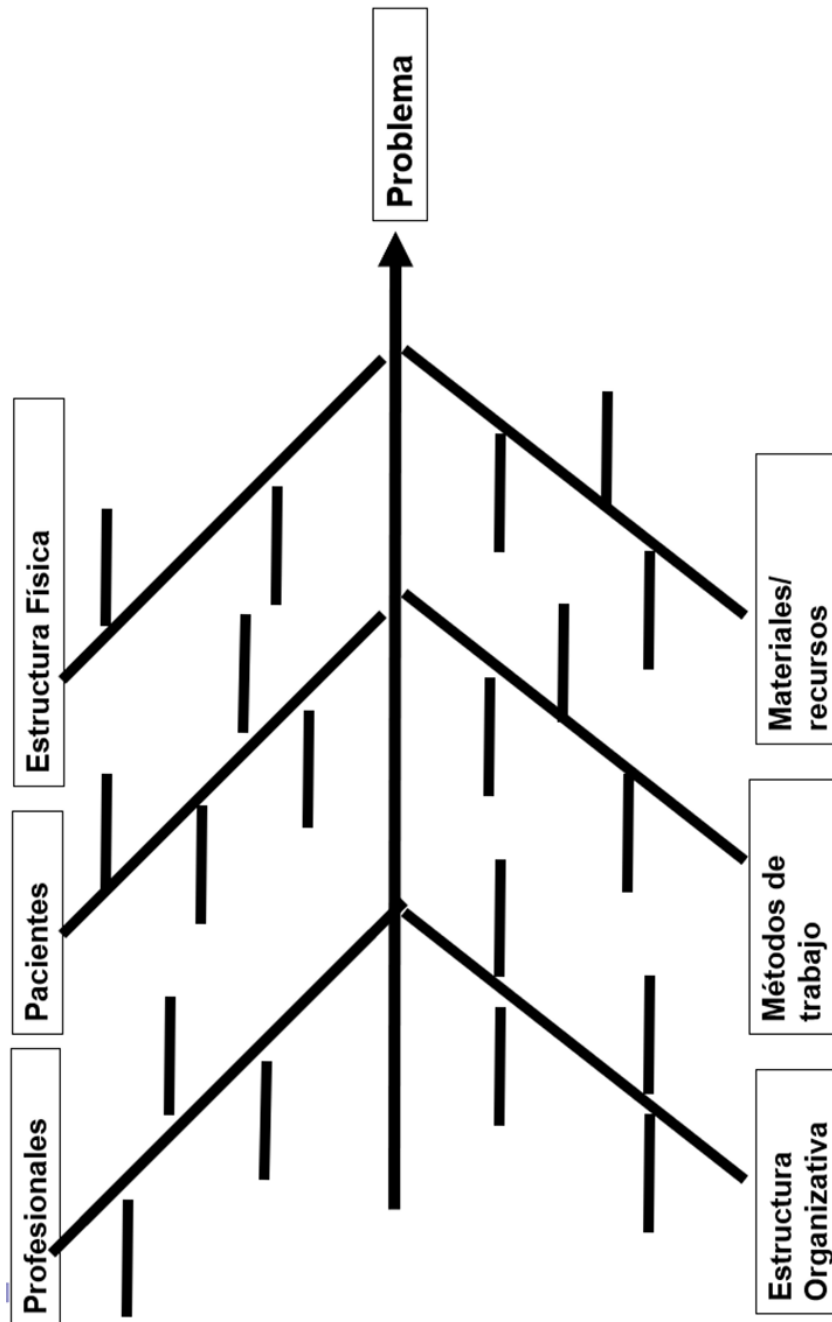 Profesionales
Pacientes
Estructura Física
Problema
Estructura
Organizativa
Métodos de
trabajo
Materiales/
recursos